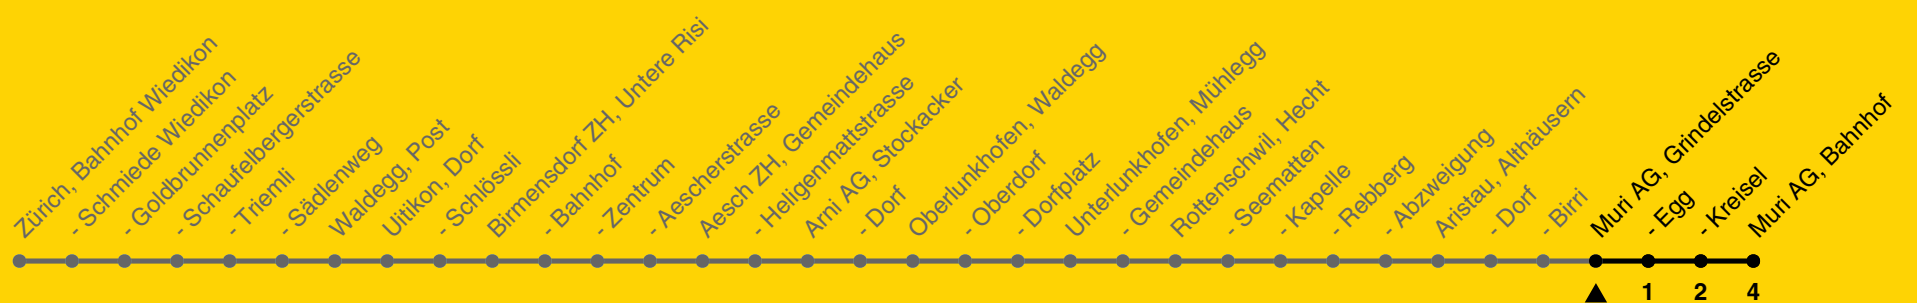 Zürich, Bahnhof Wiedikon
- Schmiede Wiedikon
- Goldbrunnenplatz
- Schaufelbergerstrasse
- Triemli
- Sädlenweg
Waldegg, Post
Uitikon, Dorf
- Schlössli
Birmensdorf ZH, Untere Risi
- Bahnhof
- Zentrum
- Aescherstrasse
Aesch ZH, Gemeindehaus
- Heligenmattstrasse
Arni AG, Stockacker
- Dorf
Oberlunkhofen, Waldegg
- Oberdorf
- Dorfplatz
Unterlunkhofen, Mühlegg
- Gemeindehaus
Rottenschwil, Hecht
- Seematten
- Kapelle
- Rebberg
- Abzweigung
Aristau, Althäusern
- Dorf
- Birri
Muri AG, Grindelstrasse
- Egg
- Kreisel
Muri AG, Bahnhof
1 2 4